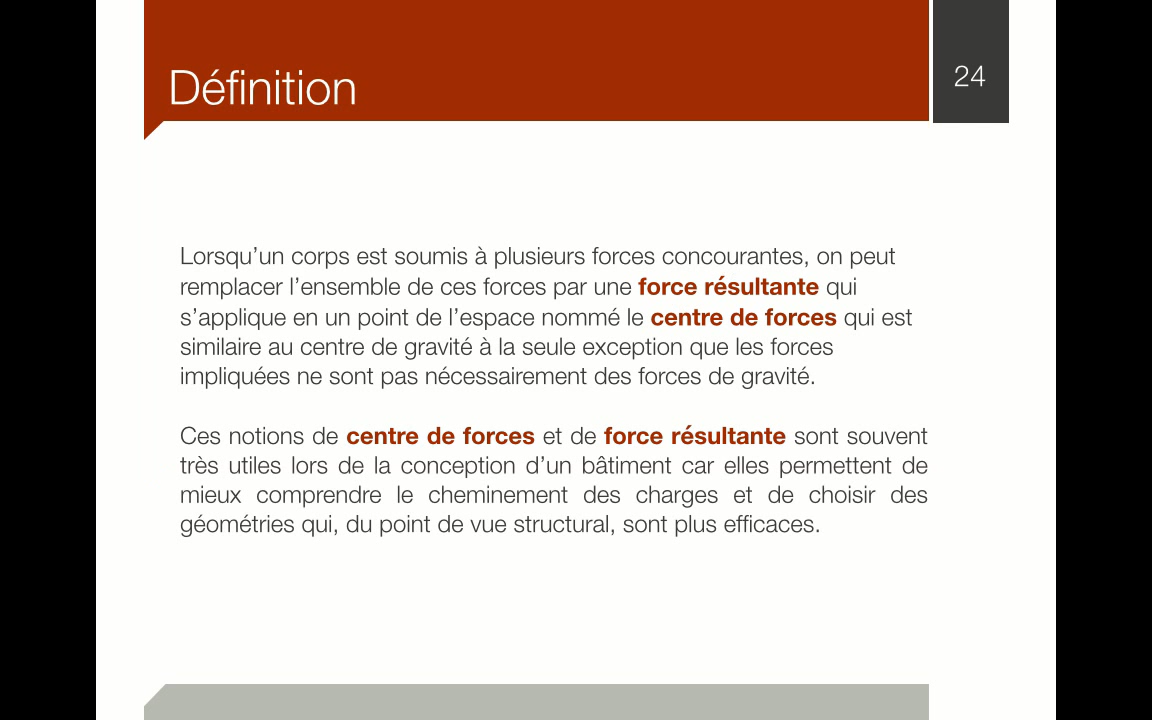 Définition
24
Lorsqu’un corps est soumis à plusieurs forces concourantes, on peut
remplacer l’ensemble de ces forces par une force résultante qui
s’applique en un point de l’espace nommé le centre de forces qui est
similaire au centre de gravité à la seule exception que les forces
impliquées ne sont pas nécessairement des forces de gravité.
Ces notions de centre de forces et de force résultante sont souvent
très utiles lors de la conception d’un bâtiment car elles permettent de
mieux comprendre le cheminement des charges et de choisir des
géométries qui, du point de vue structural, sont plus efficaces.